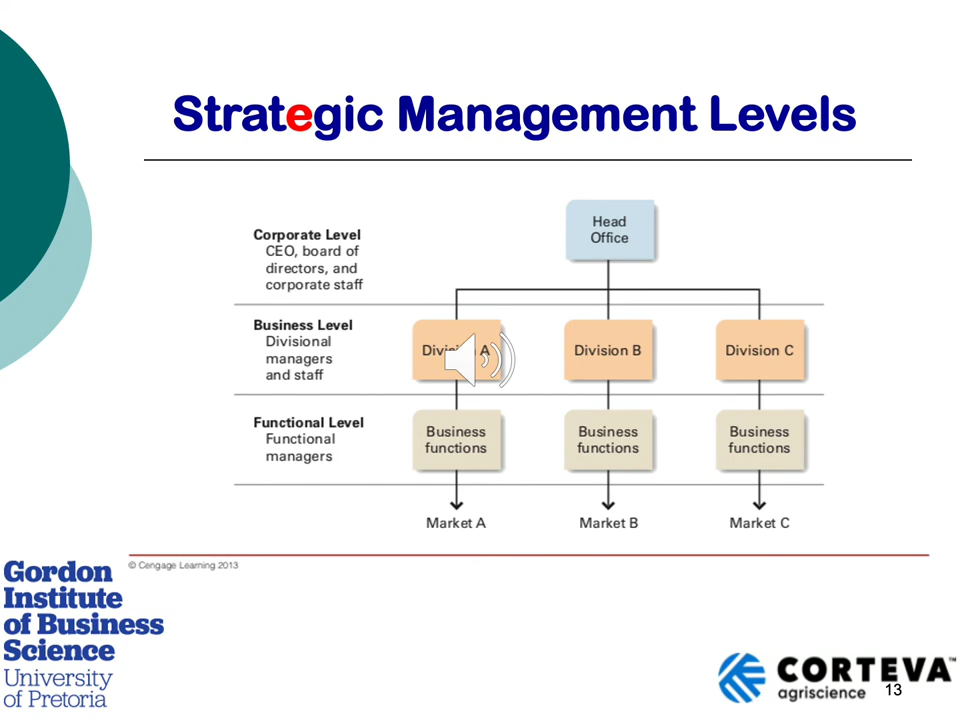 Strategic Management Levels
Head
Office
Corporate Level
CEO, board of
directors, and
corporate staff
Business Level
Divisional
managers
and staff
Division A
Division B
Division C
Functional Level
Functional
managers
Business
functions
Business
functions
Business
functions
Market A
Market B
Market C
© Cengage Learning 2013
Gordon
Institute
of Business
Science
University
of Pretoria
CORTEVA™
agriscience
13